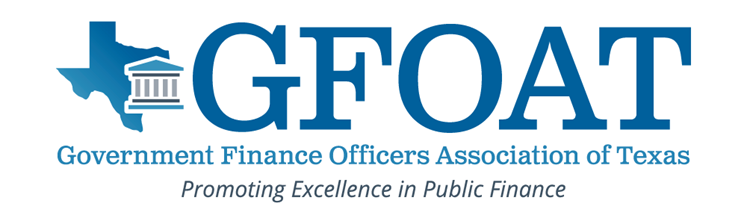 GFOAT
Government Finance Officers Association of Texas
Promoting Excellence in Public Finance